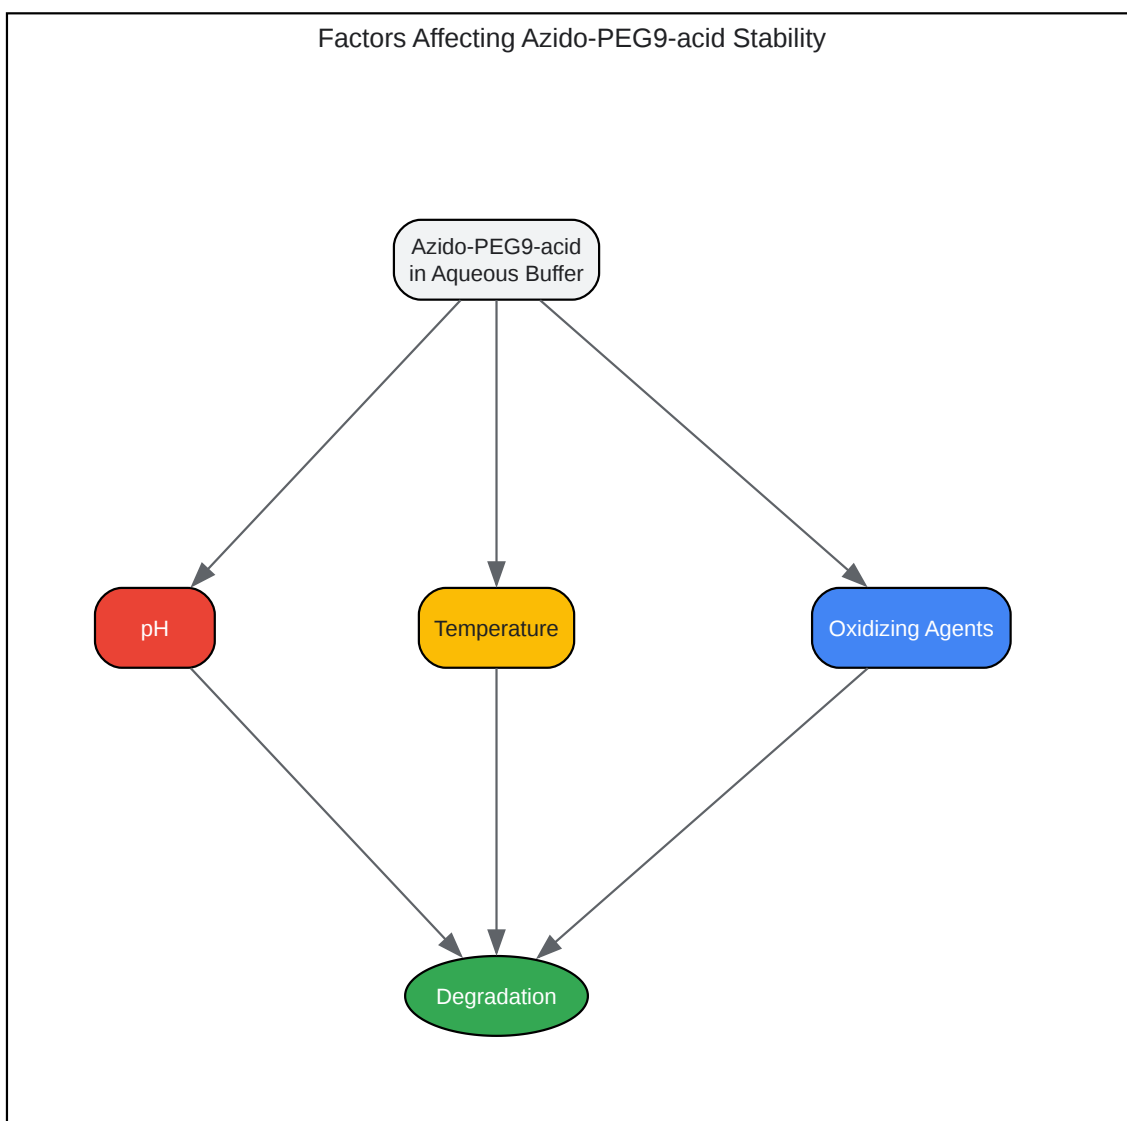 Factors Affecting Azido-PEG9-acid Stability
Azido-PEG9-acid
in Aqueous Buffer
pH
Temperature
Oxidizing Agents
Degradation